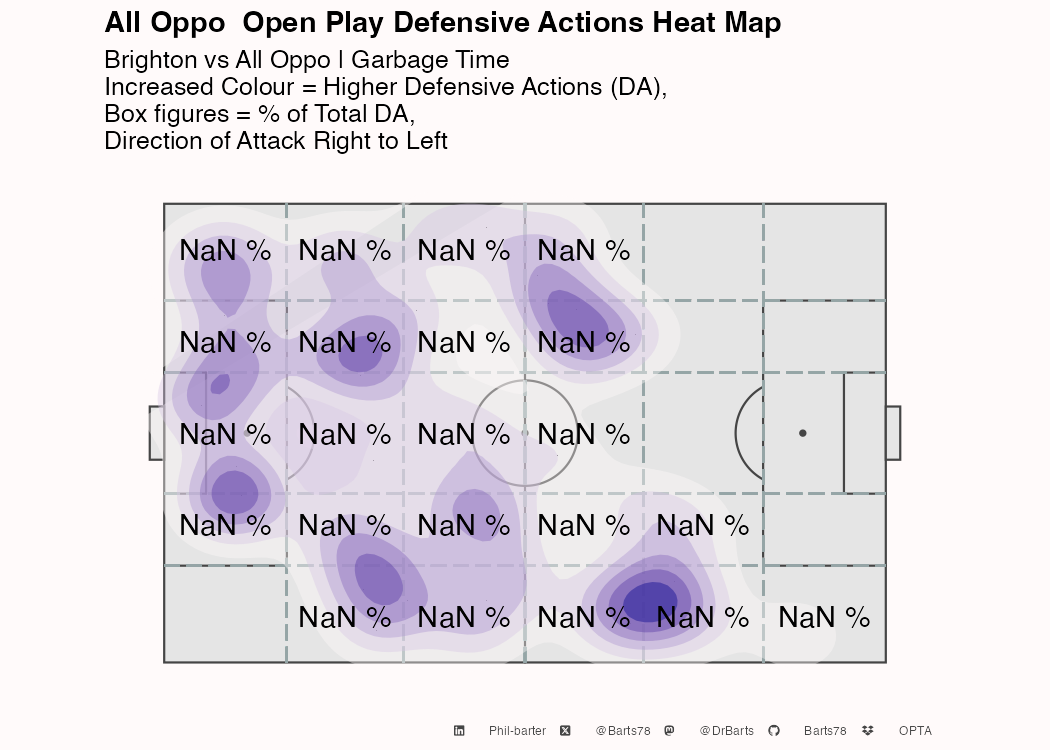 All Oppo  Open Play Defensive Actions Heat Map
Brighton vs All Oppo | Garbage Time
Increased Colour = Higher Defensive Actions (DA),
Box figures = % of Total DA,
Direction of Attack Right to Left
NaN % NaN % NaN % NaN %
NaN % NaN % NaN % NaN %
NaN % NaN % NaN % NaN %
NaN % NaN % NaN % NaN % NaN %
NaN % NaN % NaN % NaN % NaN %
Phil-barter @Barts78 @DrBarts Barts78 OPTA